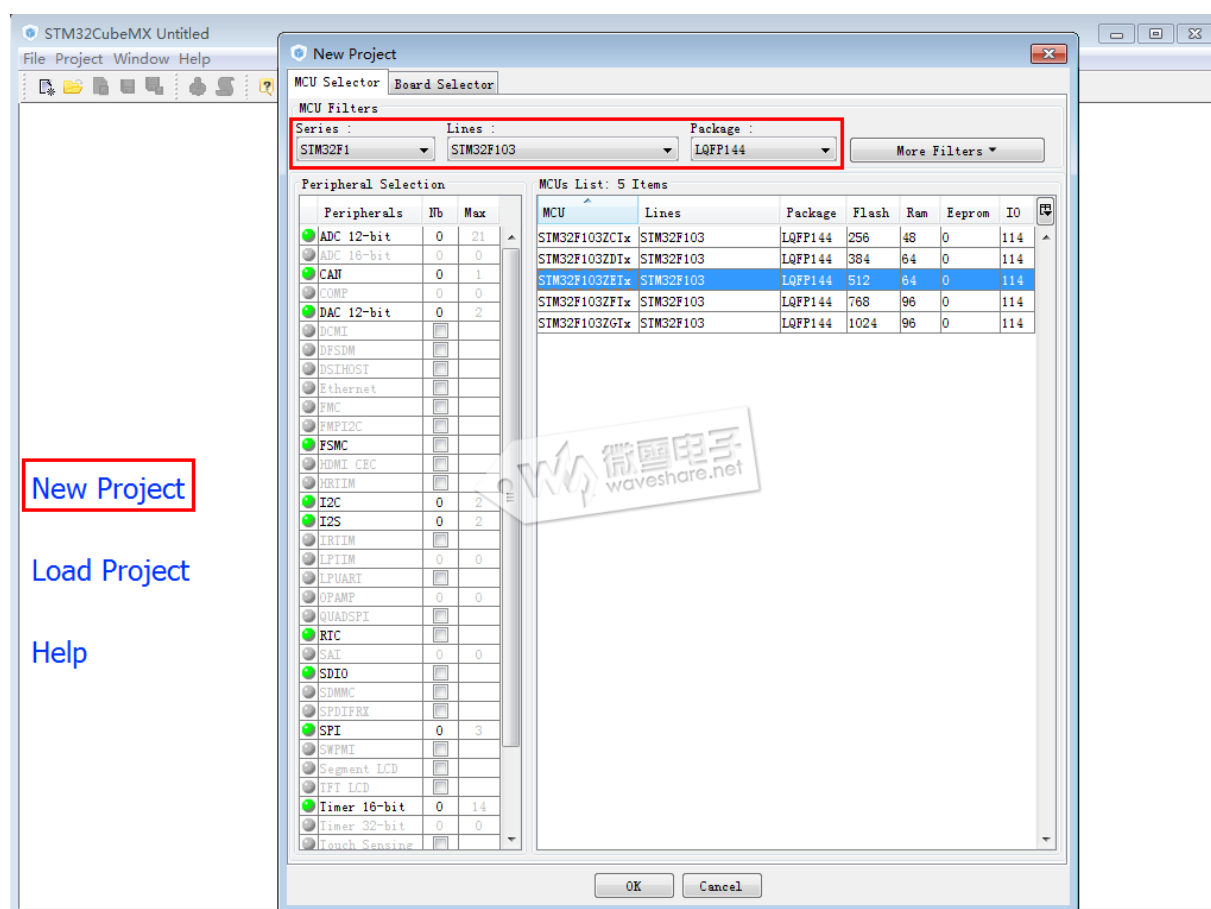 STM32CubeMX Untitled
File Project Window Help
New Project
MCU Selector Board Selector
MCU Filters
Series : Lines : Package :
STM32F1 STM32F103 LQFP144 More Filters
Peripheral Selection MCUs List: 5 Items
Peripherals Nb Max MCU Lines Package Flash Ram Eeprom IO
ADC 12-bit 0 21 STM32F103ZCTx STM32F103 LQFP144 256 48 0 114
ADC 16-bit 0 0 STM32F103ZDTx STM32F103 LQFP144 384 64 0 114
CAN 0 1 STM32F103ZETx STM32F103 LQFP144 512 64 0 114
COMP 0 0 STM32F103ZFTx STM32F103 LQFP144 768 96 0 114
DAC 12-bit 0 2 STM32F103ZGTx STM32F103 LQFP144 1024 96 0 114
DCMI
DFSDM
DSIHOST
Ethernet
FMC
FMPI2C
FSMC
HDMI CEC
HRTIM
I2C 0 2
I2S 0 2
IRTIM
LPTIM 0 0
LPUART
OPAMP 0 0
QUADSPI
RTC
SAI 0 0
SDIO
SDMMC
SPDIFRX
SPI 0 3
SWPMI
Segment LCD
TFT LCD
Timer 16-bit 0 14
Timer 32-bit 0 0
Touch Sensing
OK Cancel
New Project
Load Project
Help
微雪电子
waveshare.net